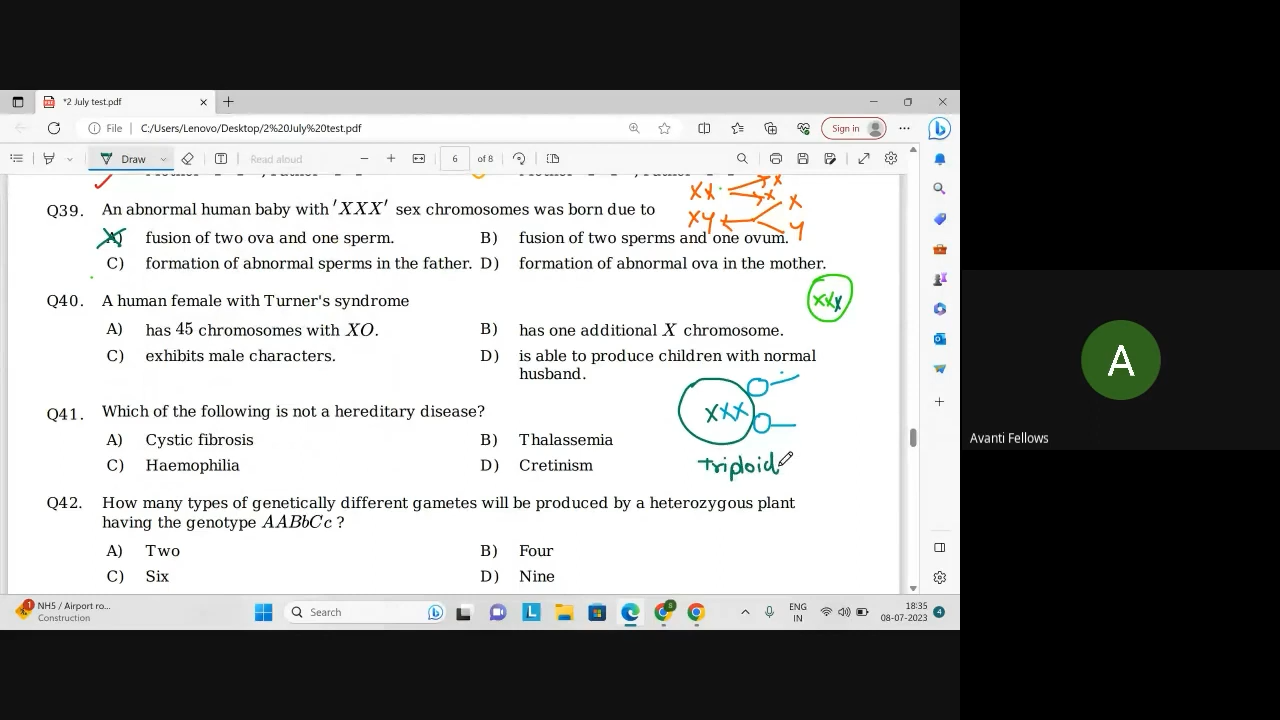 *2 July test.pdf
File C:/Users/Lenovo/Desktop/2%20July%20test.pdf Sign in
Draw Read aloud 6 of 8
XX X X
XY X Y
Q39. An abnormal human baby with 'XXX' sex chromosomes was born due to
A) fusion of two ova and one sperm. B) fusion of two sperms and one ovum.
C) formation of abnormal sperms in the father. D) formation of abnormal ova in the mother.
XXX
Q40. A human female with Turner's syndrome
A) has 45 chromosomes with XO. B) has one additional X chromosome.
C) exhibits male characters. D) is able to produce children with normal
husband.
XXX
Q41. Which of the following is not a hereditary disease?
A) Cystic fibrosis B) Thalassemia
C) Haemophilia D) Cretinism
Triploid
Q42. How many types of genetically different gametes will be produced by a heterozygous plant
having the genotype AABbCc ?
A) Two B) Four
C) Six D) Nine
A
Avanti Fellows
NH5 / Airport ro...
Construction
Search
ENG
IN
18:35
08-07-2023